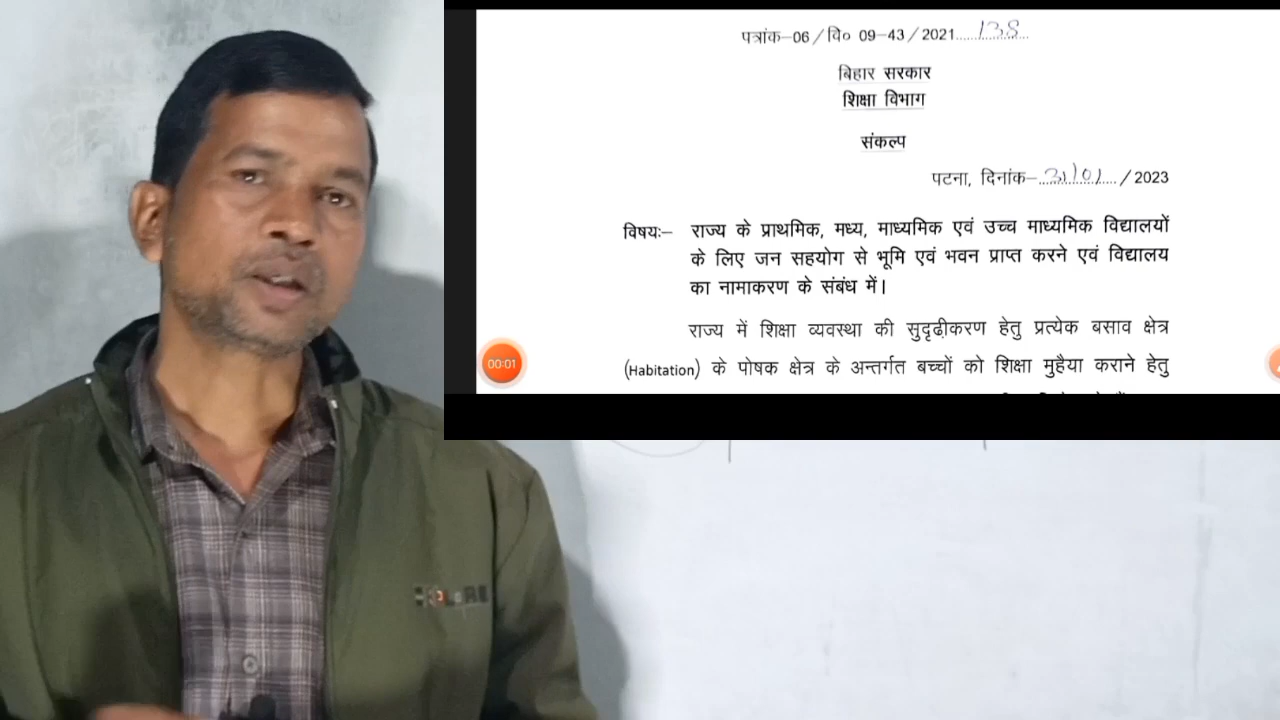 पत्रांक–06 / वि० 09–43 / 2021....138
बिहार सरकार
शिक्षा विभाग
संकल्प
पटना, दिनांक–31/01/2023
विषयः– राज्य के प्राथमिक, मध्य, माध्यमिक एवं उच्च माध्यमिक विद्यालयों
के लिए जन सहयोग से भूमि एवं भवन प्राप्त करने एवं विद्यालय
का नामाकरण के संबंध में।
राज्य में शिक्षा व्यवस्था की सुदृढ़ीकरण हेतु प्रत्येक बसाव क्षेत्र
(Habitation) के पोषक क्षेत्र के अन्तर्गत बच्चों को शिक्षा मुहैया कराने हेतु
00:01